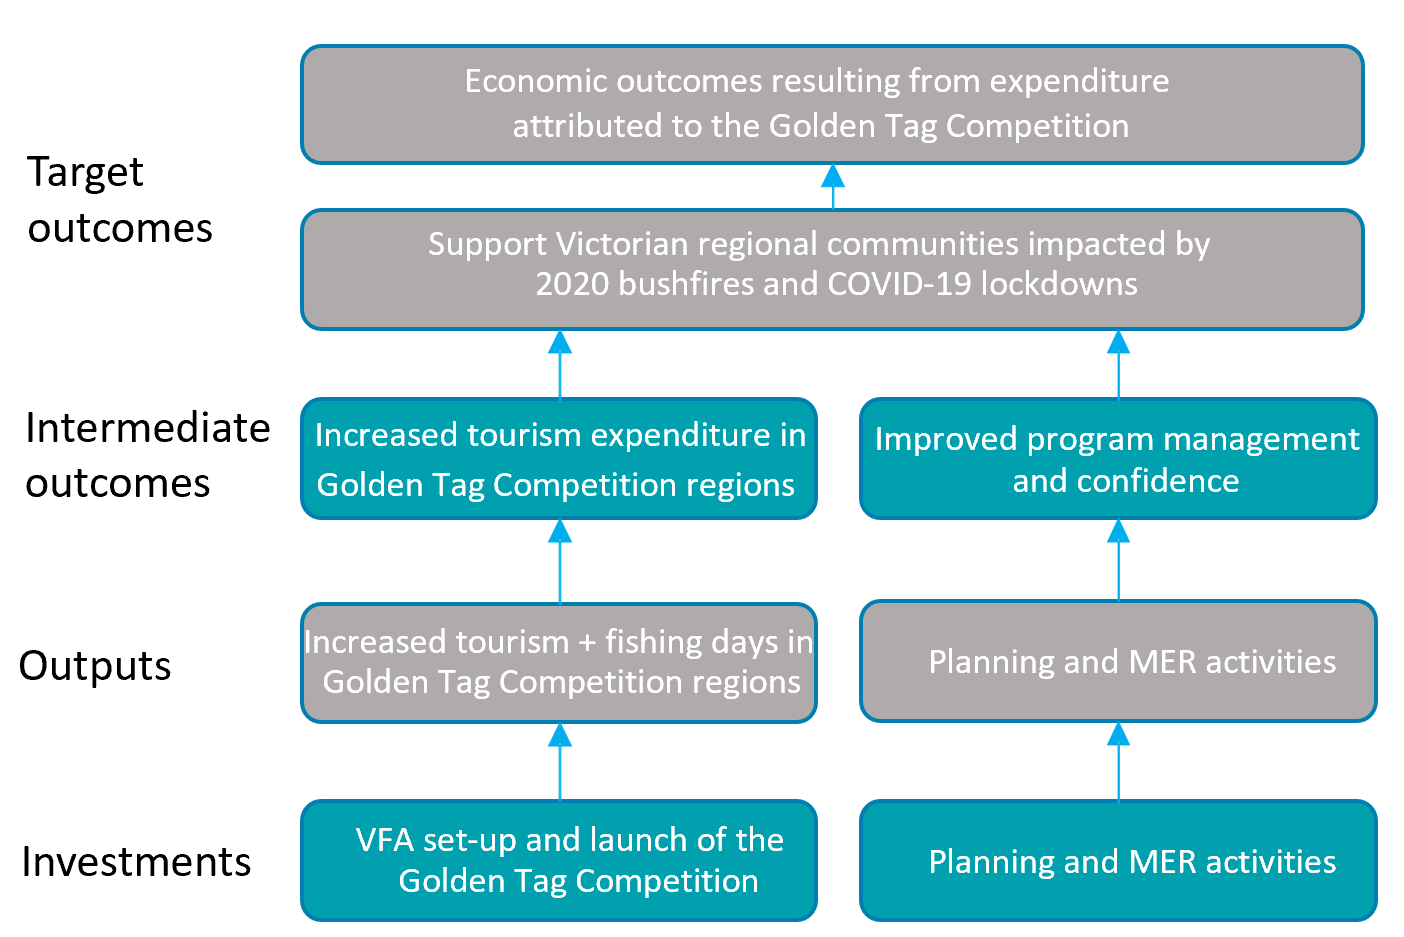 Target
outcomes
Economic outcomes resulting from expenditure
attributed to the Golden Tag Competition
Support Victorian regional communities impacted by
2020 bushfires and COVID-19 lockdowns
Intermediate
outcomes
Increased tourism expenditure in
Golden Tag Competition regions
Improved program management
and confidence
Outputs
Increased tourism + fishing days in
Golden Tag Competition regions
Planning and MER activities
Investments
VFA set-up and launch of the
Golden Tag Competition
Planning and MER activities